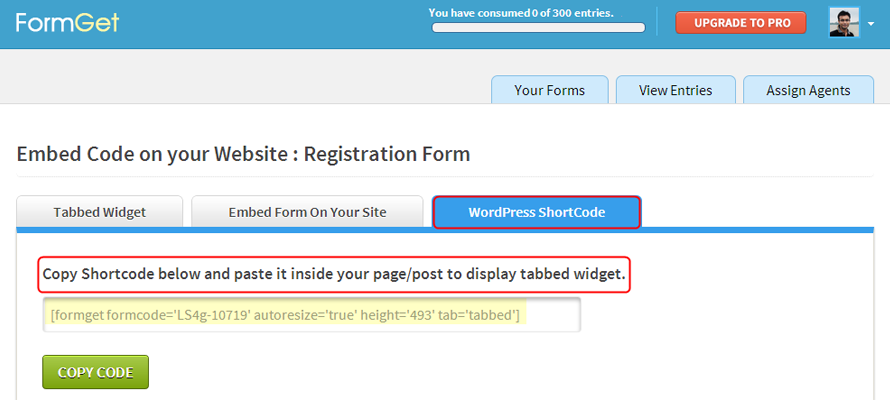 FormGet
You have consumed 0 of 300 entries.
UPGRADE TO PRO
Your Forms
View Entries
Assign Agents
Embed Code on your Website : Registration Form
Tabbed Widget
Embed Form On Your Site
WordPress ShortCode
Copy Shortcode below and paste it inside your page/post to display tabbed widget.
[formget formcode='LS4g-10719' autoresize='true' height='493' tab='tabbed']
COPY CODE